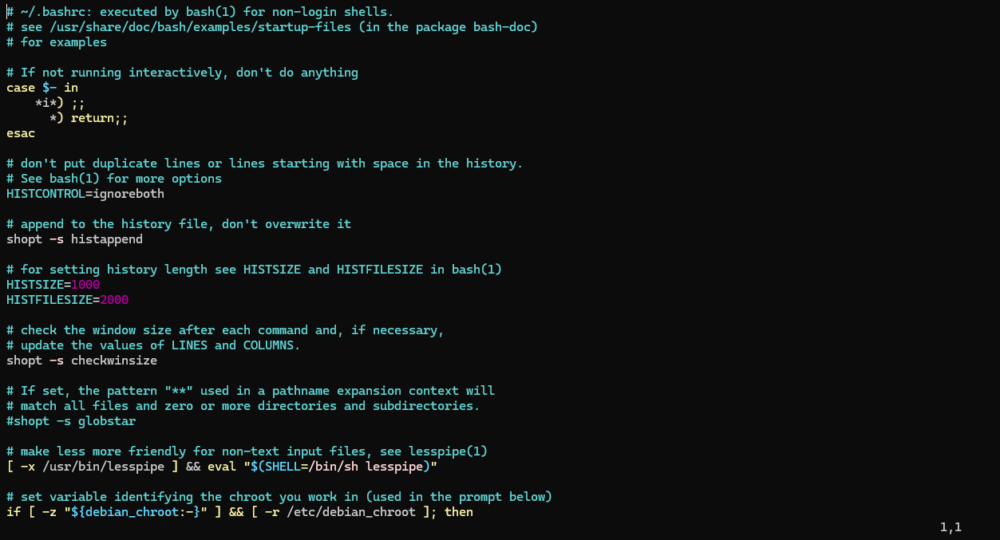 # ~/.bashrc: executed by bash(1) for non-login shells.
# see /usr/share/doc/bash/examples/startup-files (in the package bash-doc)
# for examples

# If not running interactively, don't do anything
case $- in
    *i*) ;;
      *) return;;
esac

# don't put duplicate lines or lines starting with space in the history.
# See bash(1) for more options
HISTCONTROL=ignoreboth

# append to the history file, don't overwrite it
shopt -s histappend

# for setting history length see HISTSIZE and HISTFILESIZE in bash(1)
HISTSIZE=1000
HISTFILESIZE=2000

# check the window size after each command and, if necessary,
# update the values of LINES and COLUMNS.
shopt -s checkwinsize

# If set, the pattern "**" used in a pathname expansion context will
# match all files and zero or more directories and subdirectories.
#shopt -s globstar

# make less more friendly for non-text input files, see lesspipe(1)
[ -x /usr/bin/lesspipe ] && eval "$(SHELL=/bin/sh lesspipe)"

# set variable identifying the chroot you work in (used in the prompt below)
if [ -z "${debian_chroot:-}" ] && [ -r /etc/debian_chroot ]; then
1,1